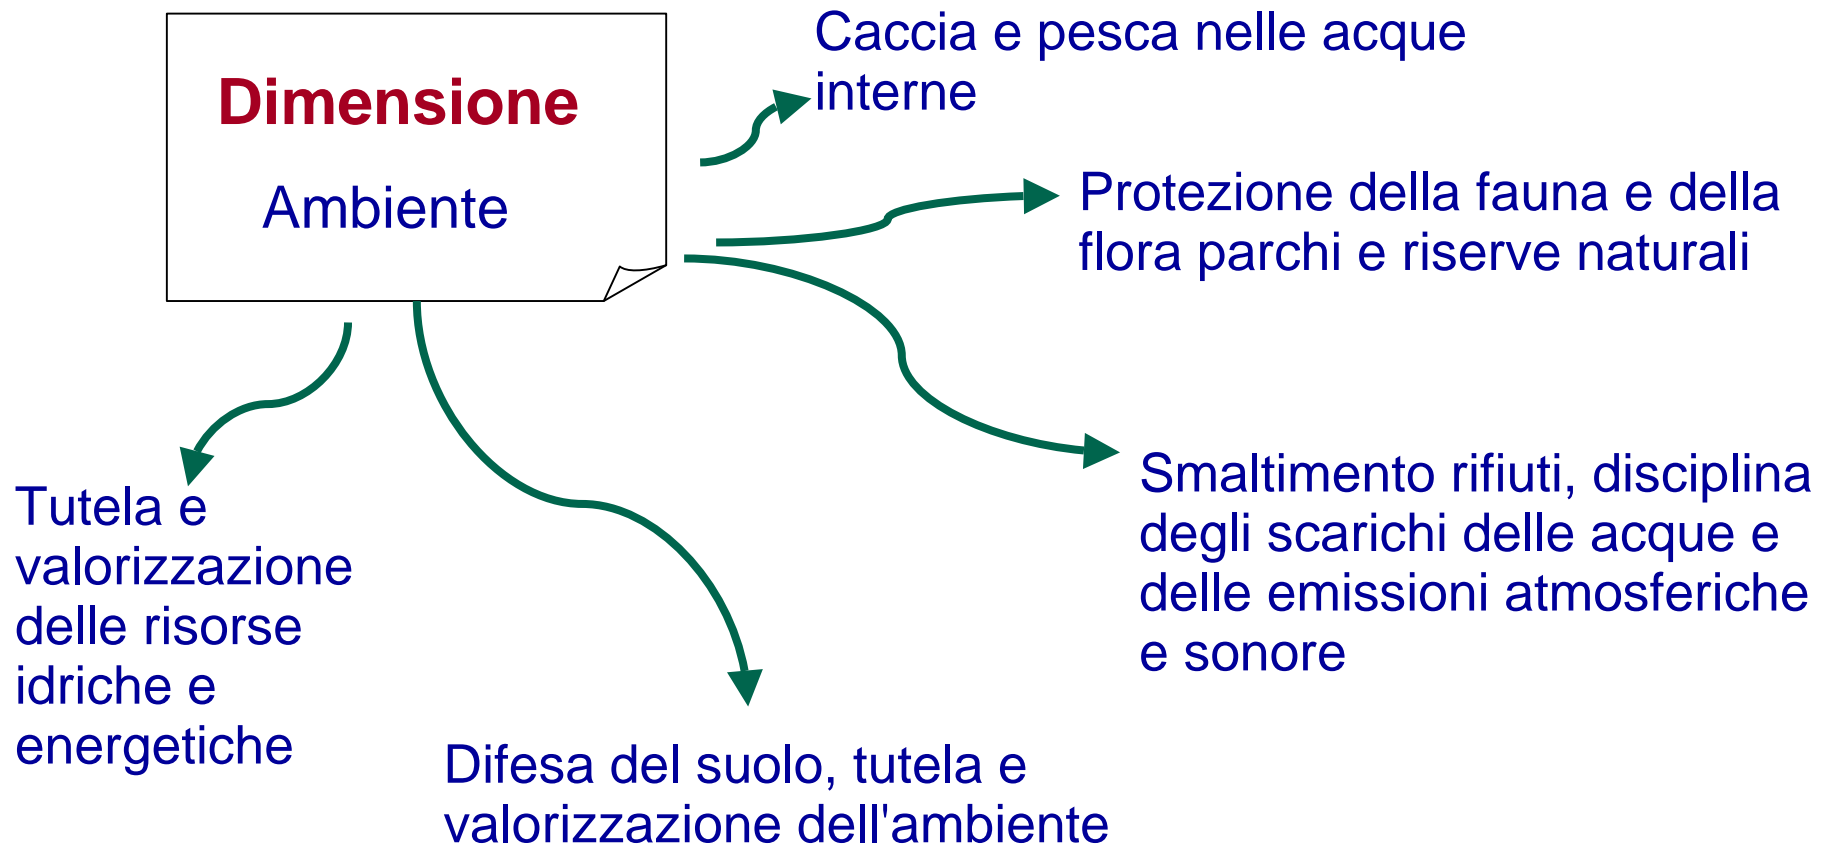 Dimensione
Ambiente
Caccia e pesca nelle acque
interne
Protezione della fauna e della
flora parchi e riserve naturali
Smaltimento rifiuti, disciplina
degli scarichi delle acque e
delle emissioni atmosferiche
e sonore
Tutela e
valorizzazione
delle risorse
idriche e
energetiche
Difesa del suolo, tutela e
valorizzazione dell'ambiente